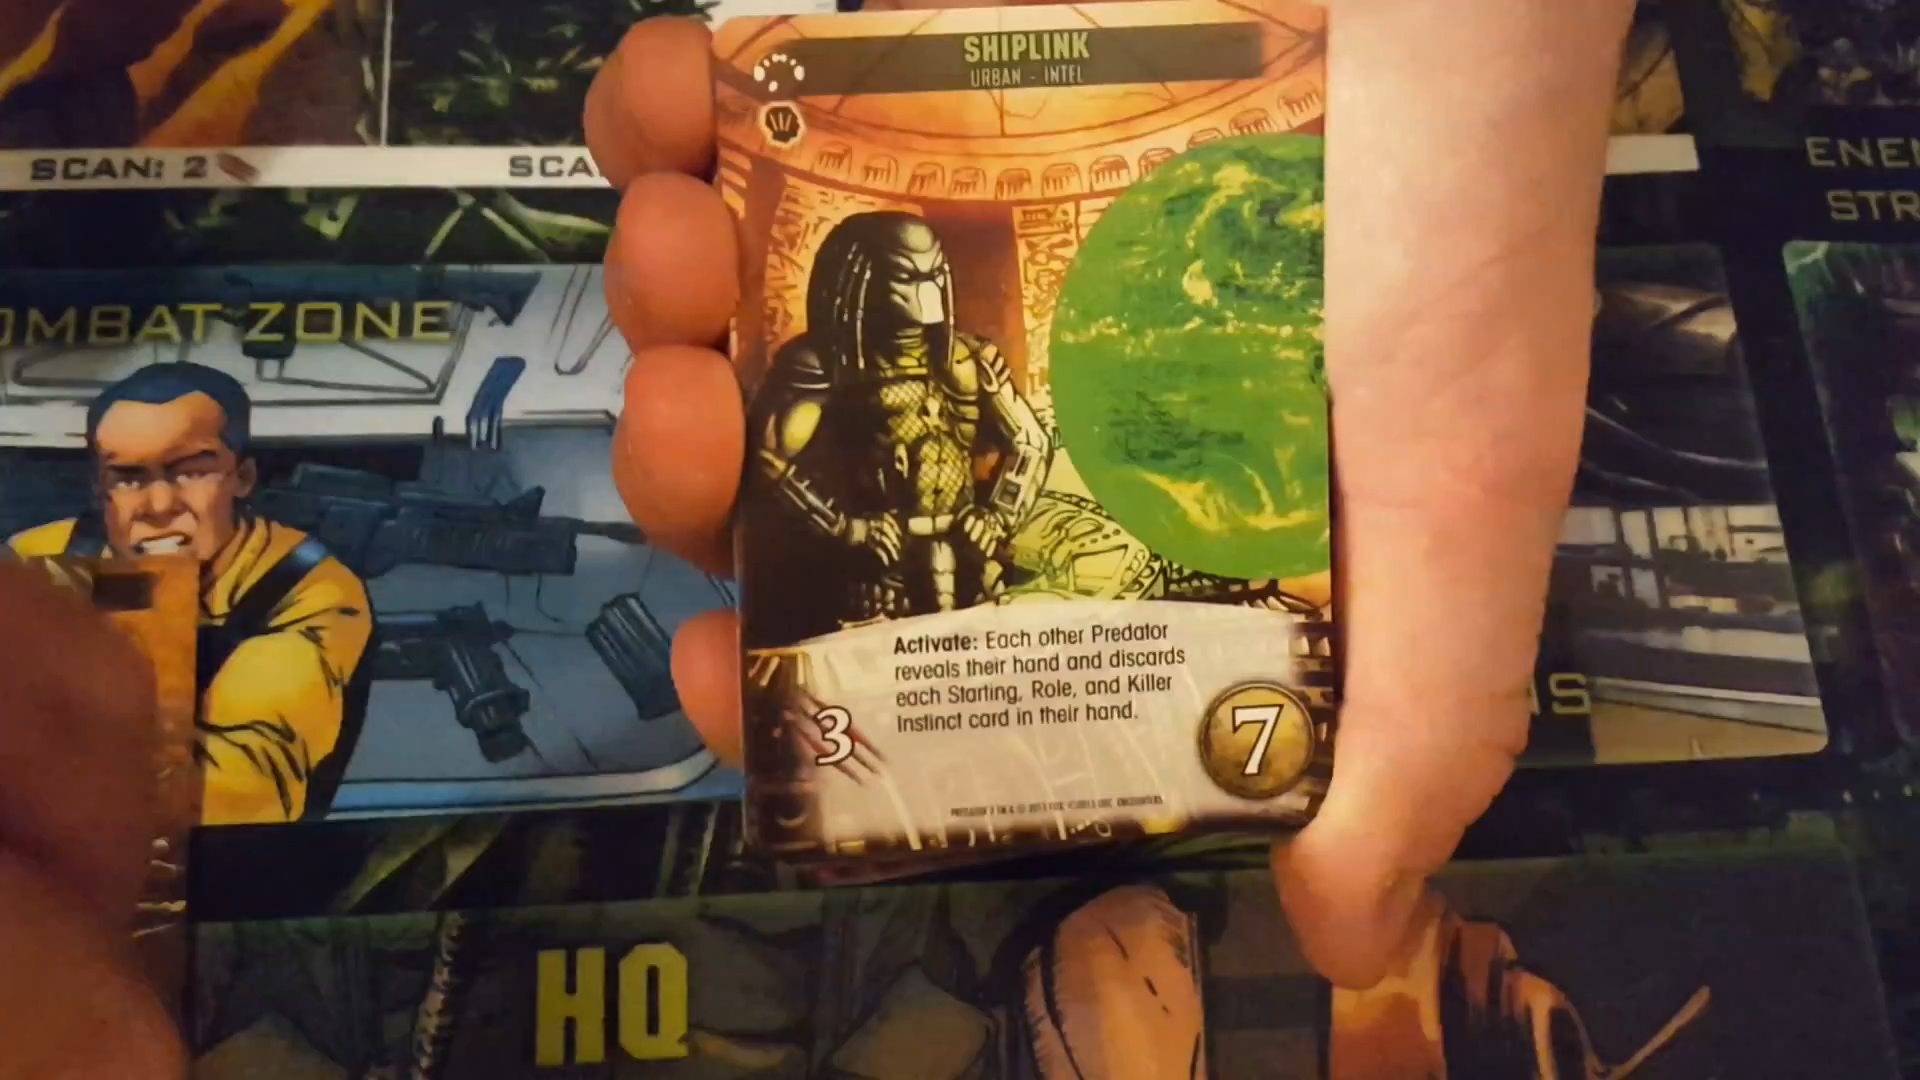 SHIPLINK
URBAN - INTEL
SCAN: 2
SCA
ENE
STR
OMBAT ZONE
Activate: Each other Predator
reveals their hand and discards
each Starting, Role, and Killer
Instinct card in their hand.
3
7
HQ